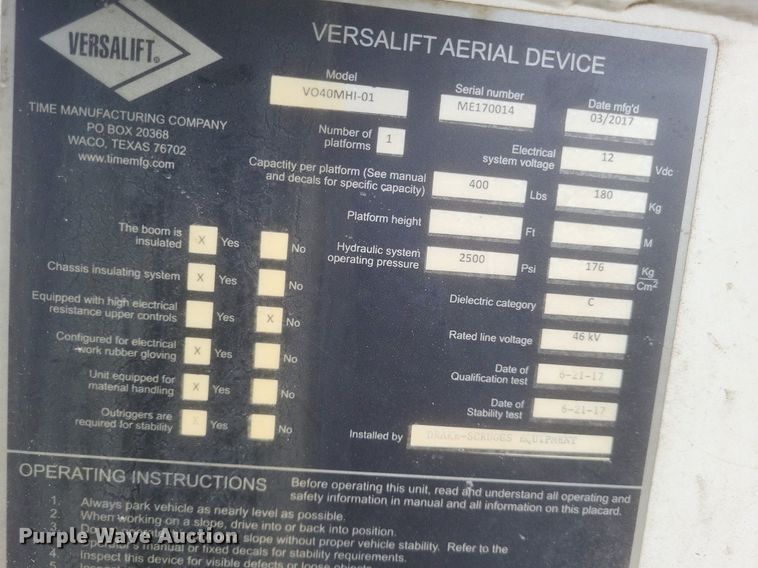 VERSALIFT®
TIME MANUFACTURING COMPANY
PO BOX 20368
WACO, TEXAS 76702
www.timemfg.com
VERSALIFT AERIAL DEVICE
Model
VO40MHI-01
Serial number
ME170014
Date mfg'd
03/2017
Number of platforms
1
Electrical system voltage
12
Vdc
Capacity per platform (See manual
and decals for specific capacity)
400 Lbs 180 Kg
Platform height Ft M
Hydraulic system operating pressure
2500 Psi 176 Kg
Cm²
Dielectric category C
Rated line voltage 46 kV
Date of
Qualification test
6-21-17
Date of
Stability test
6-21-17
Installed by DRAKE-SCRUGGS EQUIPMENT
The boom is
insulated
X Yes No
Chassis insulating system X Yes No
Equipped with high electrical
resistance upper controls
Yes X No
Configured for electrical
work rubber gloving
X Yes No
Unit equipped for
material handling
X Yes No
Outriggers are
required for stability
X Yes No
OPERATING INSTRUCTIONS
Before operating this unit, read and understand all operating and
safety information in manual and all information on this placard.
1. Always park vehicle as nearly level as possible.
2. When working on a slope, drive into or back into position.
3. slope without proper vehicle stability. Refer to the
Operator's manual or fixed decals for stability requirements.
4. Inspect this device for visible defects or loose objects
5.
Purple Wave Auction